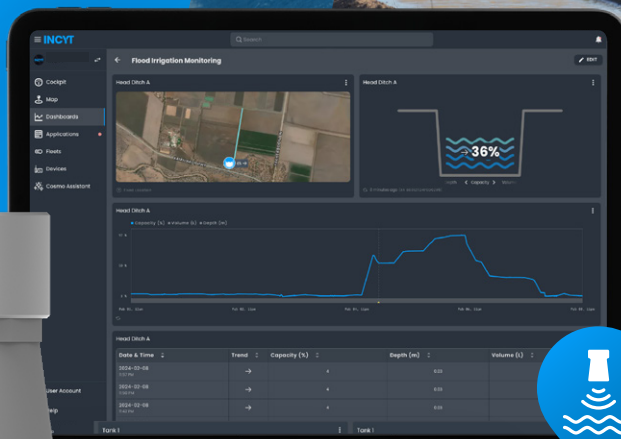 INCYT
Search
Flood Irrigation Monitoring
EDIT
Cockpit
Map
Dashboards
Applications
Fleets
Devices
Cosmo Assistant
User Account
Help
Head Ditch A
Head Ditch A
36%
Capacity
Head Ditch A
Capacity (%) Volume (L) Depth (m)
Head Ditch A
Date & Time Trend Capacity (%) Depth (m) Volume (L)
2024-02-08
2024-02-08
2024-02-08
Tank 1
Tank 1